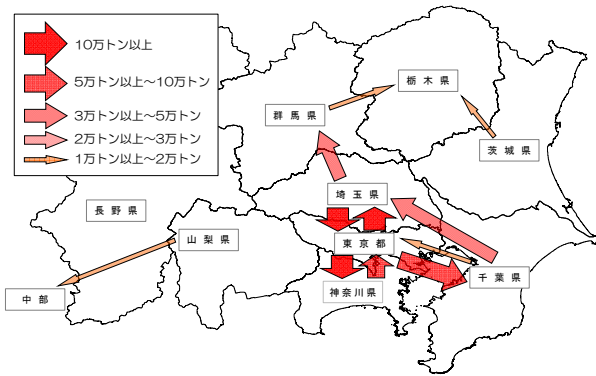 10万トン以上
5万トン以上～10万トン
3万トン以上～5万トン
2万トン以上～3万トン
1万トン以上～2万トン
栃木県
群馬県
茨城県
埼玉県
長野県
山梨県
東京都
千葉県
中部
神奈川県